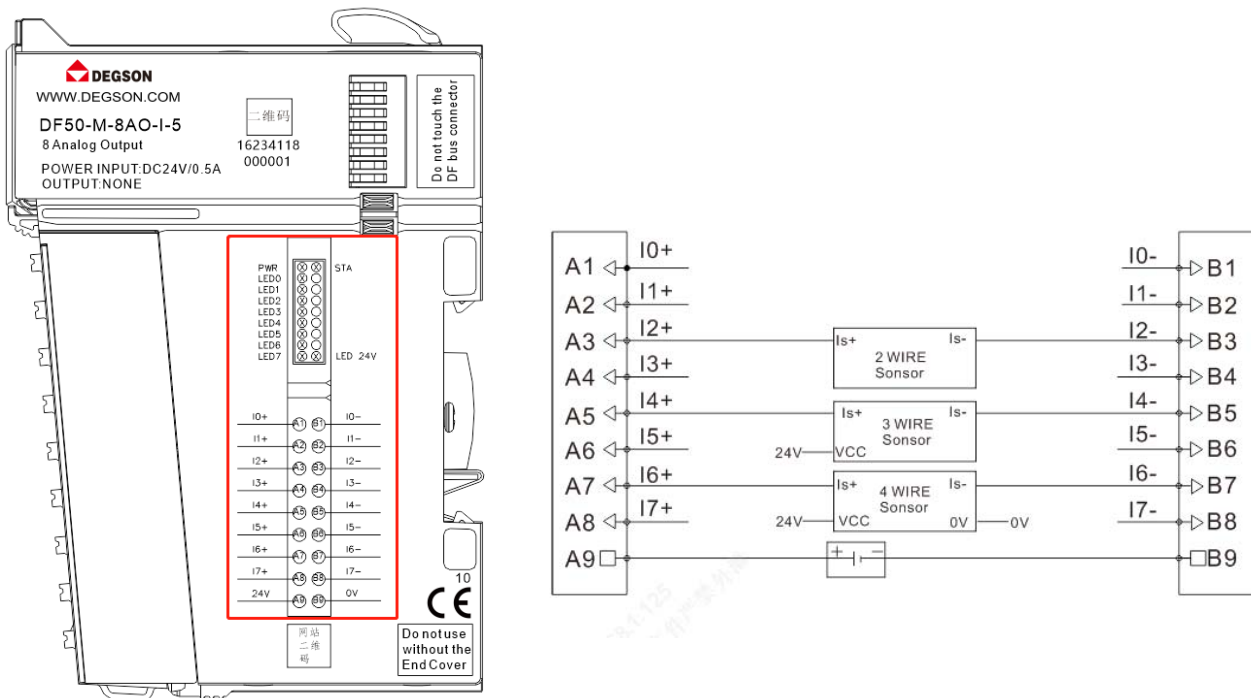 DEGSON
WWW.DEGSON.COM
DF50-M-8AO-I-5
8 Analog Output
POWER INPUT:DC24V/0.5A
OUTPUT:NONE
二维码
16234118
000001
Do not touch the
DF bus connector
PWR
STA
LED0
LED1
LED2
LED3
LED4
LED5
LED6
LED7
LED 24V
I0+ A1 B1 I0-
I1+ A2 B2 I1-
I2+ A3 B3 I2-
I3+ A4 B4 I3-
I4+ A5 B5 I4-
I5+ A6 B6 I5-
I6+ A7 B7 I6-
I7+ A8 B8 I7-
24V A9 B9 0V
10
CE
网站
二维
码
Do not use
without the
End Cover
A1 I0+ I0- B1
A2 I1+ I1- B2
A3 I2+ Is+ Is- I2- B3
2 WIRE
Sonsor
A4 I3+ I3- B4
A5 I4+ Is+ Is- I4- B5
3 WIRE
Sonsor
A6 I5+ 24V VCC I5- B6
A7 I6+ Is+ Is- I6- B7
4 WIRE
Sonsor
A8 I7+ 24V VCC 0V 0V I7- B8
A9 + - B9